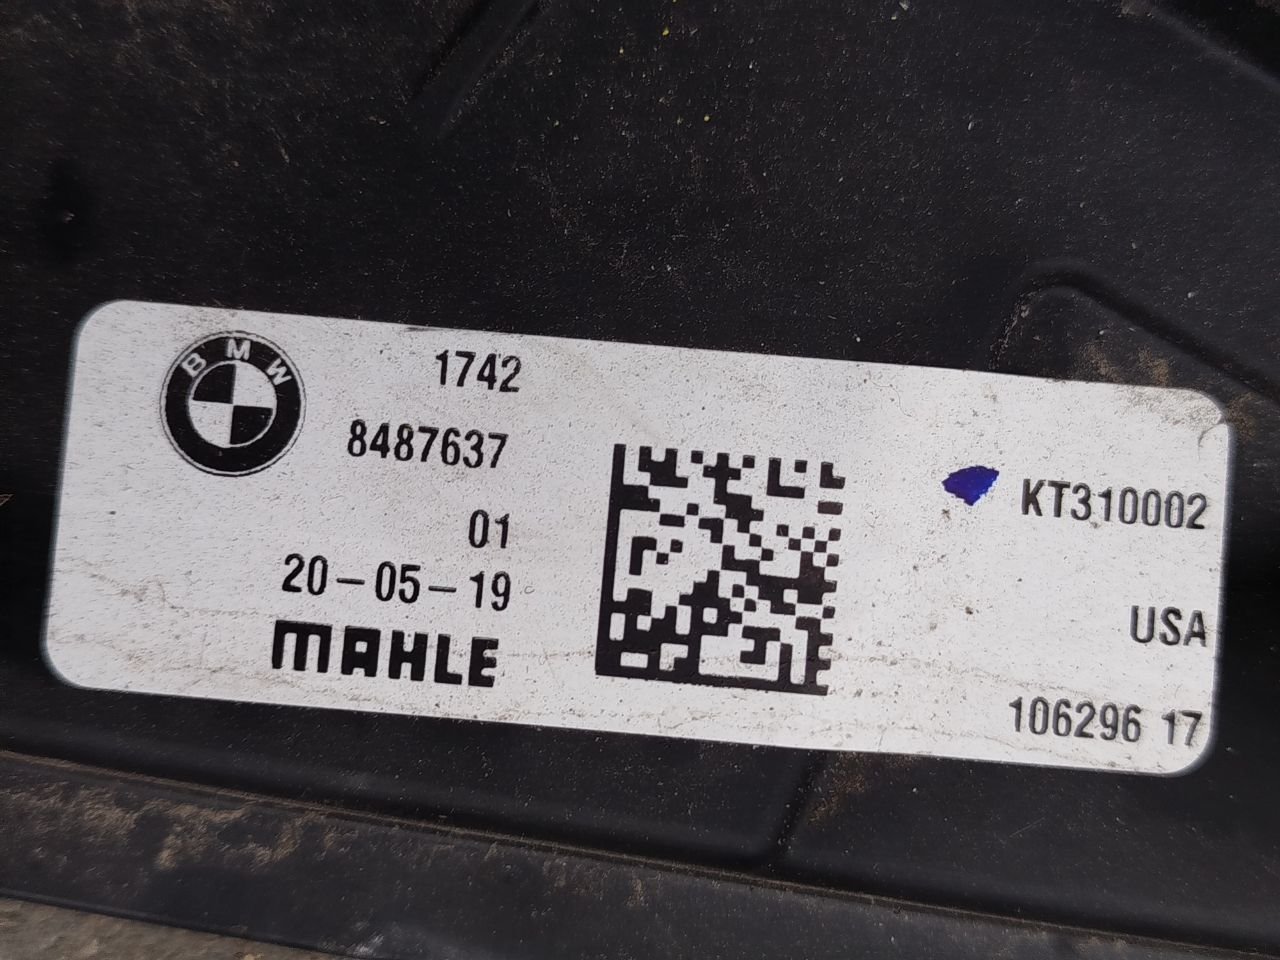 BMW
1742
8487637
01
20-05-19
MAHLE
KT310002
USA
106296 17